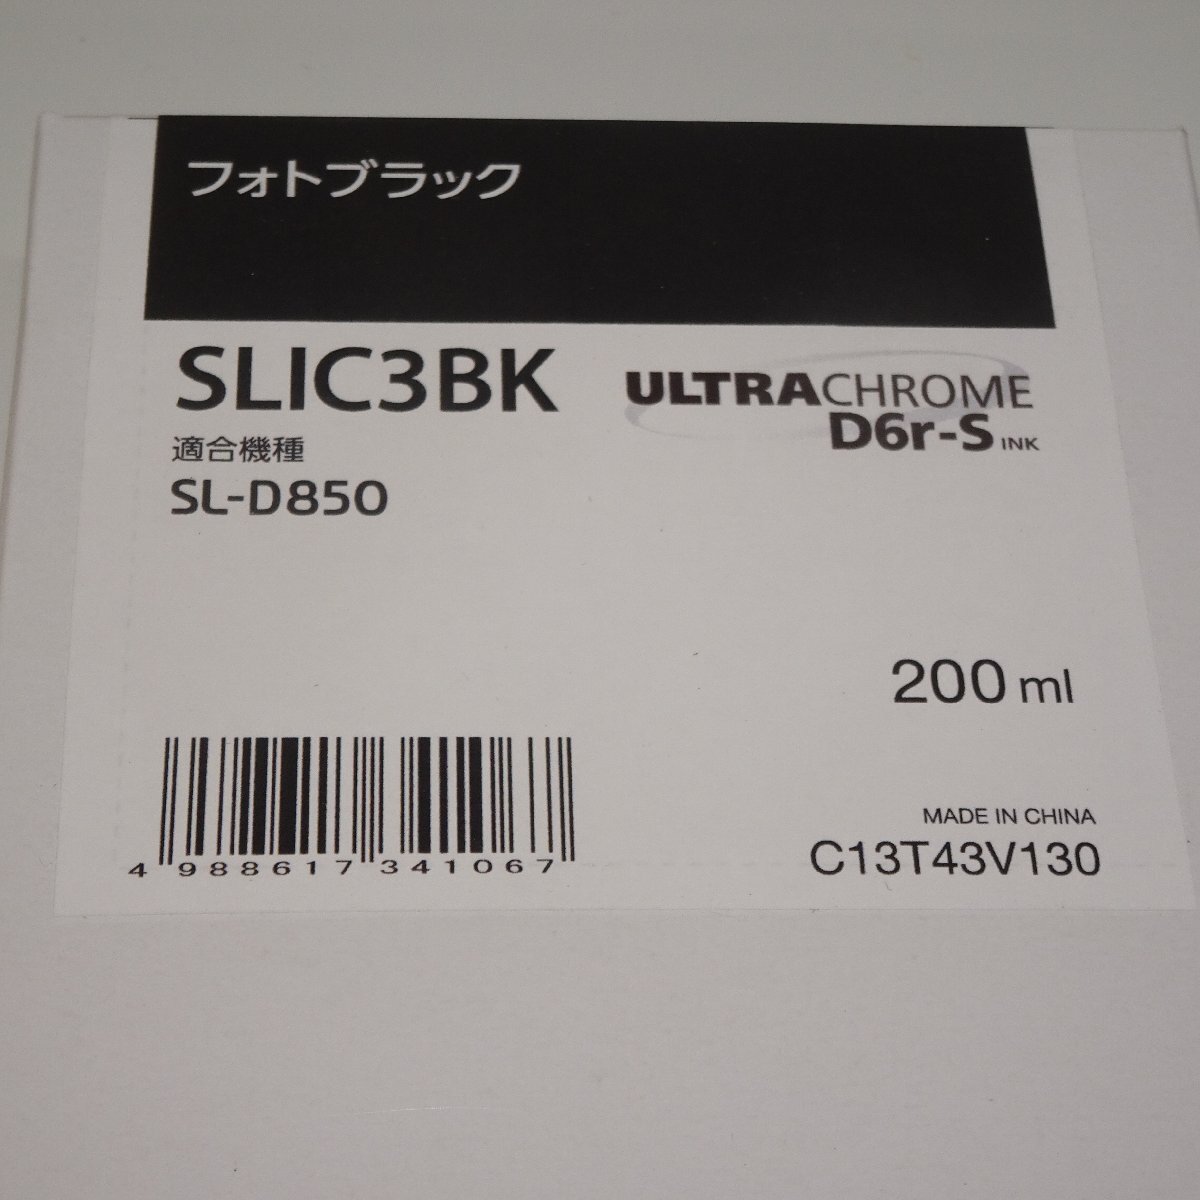 フォトブラック
SLIC3BK
ULTRACHROME
D6r-S INK
適合機種
SL-D850
200 ml
MADE IN CHINA
C13T43V130
4 988617 341067